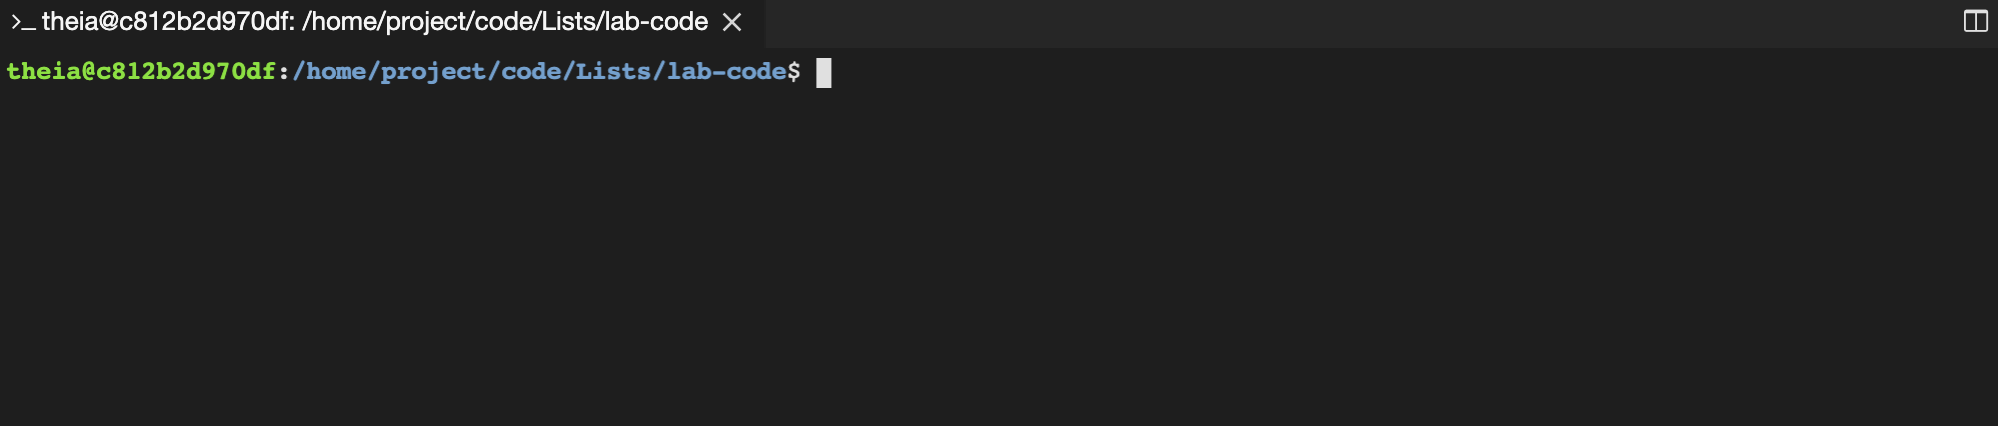 >_ theia@c812b2d970df: /home/project/code/Lists/lab-code ×
theia@c812b2d970df:/home/project/code/Lists/lab-code$